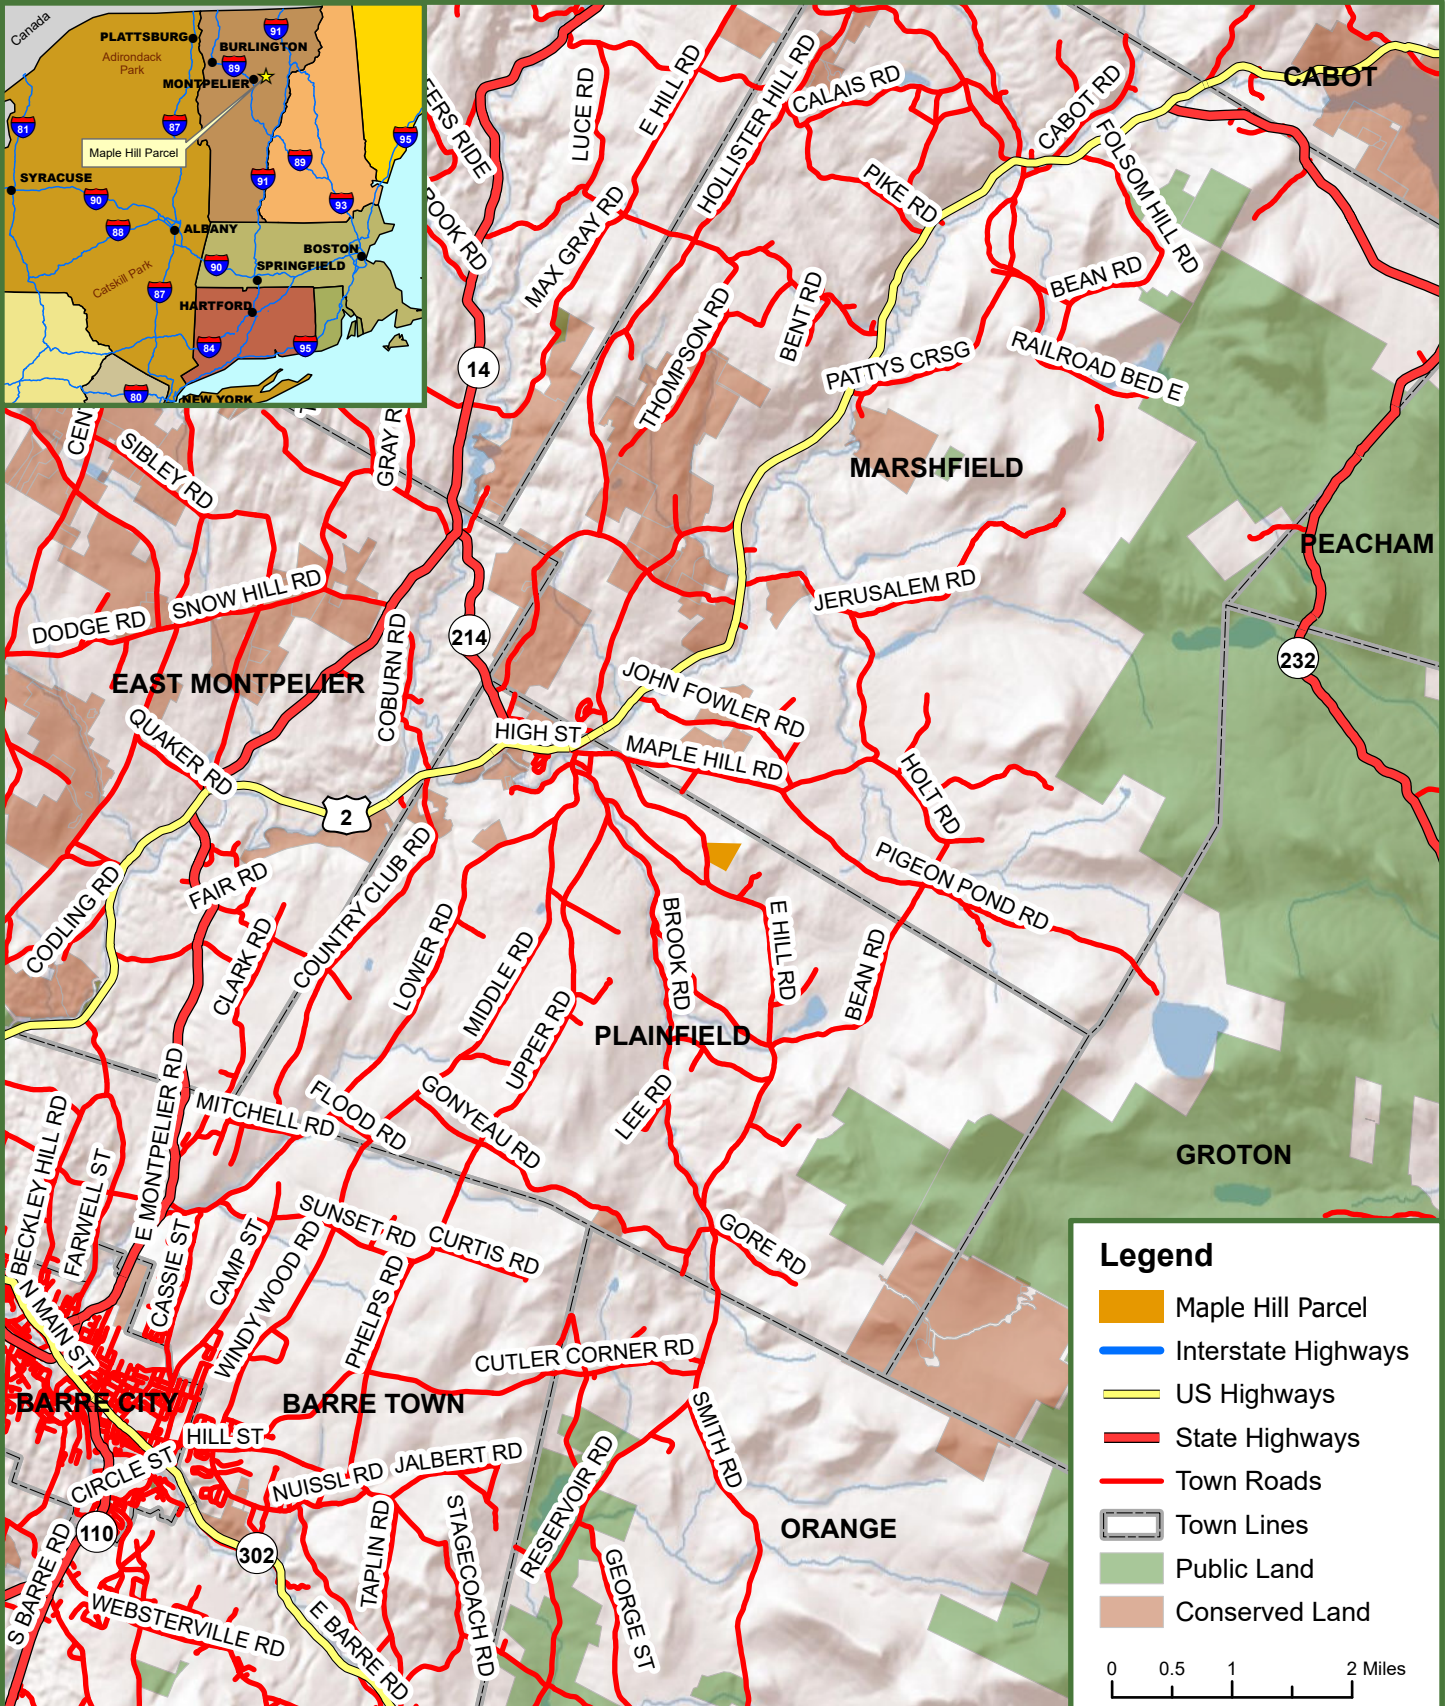 Canada
PLATTSBURG
Adirondack
Park
BURLINGTON
MONTPELIER
91
89
81
87
95
Maple Hill Parcel
89
SYRACUSE
91
90
93
88
ALBANY
BOSTON
90
SPRINGFIELD
Catskill Park
87
HARTFORD
84
95
80
NEW YORK
LUCE RD
E HILL RD
HOLLISTER HILL RD
CALAIS RD
CABOT RD
CABOT
FOLSOM HILL RD
PIKE RD
MAX GRAY RD
BEAN RD
BENT RD
THOMPSON RD
RAILROAD BED E
PATTYS CRSG
14
SIBLEY RD
MARSHFIELD
PEACHAM
SNOW HILL RD
JERUSALEM RD
DODGE RD
COBURN RD
214
232
EAST MONTPELIER
JOHN FOWLER RD
QUAKER RD
HIGH ST
MAPLE HILL RD
HOLT RD
2
FAIR RD
COUNTRY CLUB RD
PIGEON POND RD
CODLING RD
CLARK RD
LOWER RD
MIDDLE RD
BROOK RD
E HILL RD
BEAN RD
UPPER RD
PLAINFIELD
E MONTPELIER RD
MITCHELL RD
FLOOD RD
GONYEAU RD
LEE RD
BECKLEY HILL RD
FARWELL ST
GROTON
CASSIE ST
CAMP ST
SUNSET RD
WINDY WOOD RD
CURTIS RD
GORE RD
PHELPS RD
N MAIN ST
CUTLER CORNER RD
BARRE CITY
BARRE TOWN
SMITH RD
HILL ST
CIRCLE ST
NUISSL RD
JALBERT RD
RESERVOIR RD
110
TAPLIN RD
STAGECOACH RD
ORANGE
302
S BARRE RD
GEORGE ST
WEBSTERVILLE RD
E BARRE RD
Legend
Maple Hill Parcel
Interstate Highways
US Highways
State Highways
Town Roads
Town Lines
Public Land
Conserved Land
0 0.5 1 2 Miles